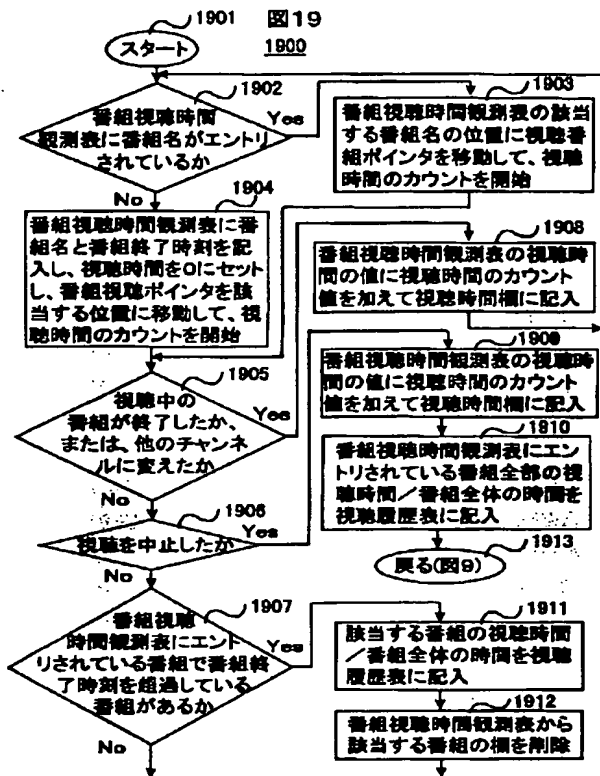 図19
1900
1901
スタート
1902
番組視聴時間
観測表に番組名がエントリ
されているか
Yes
No
1903
番組視聴時間観測表の該当
する番組名の位置に視聴番
組ポインタを移動して、視聴
時間のカウントを開始
1904
番組視聴時間観測表に番
組名と番組終了時刻を記
入し、視聴時間を0にセット
し、番組視聴ポインタを該
当する位置に移動して、視
聴時間のカウントを開始
1908
番組視聴時間観測表の視聴時
間の値に視聴時間のカウント
値を加えて視聴時間欄に記入
1905
視聴中の
番組が終了したか、
または、他のチャンネ
ルに変えたか
Yes
No
1909
番組視聴時間観測表の視聴時
間の値に視聴時間のカウント
値を加えて視聴時間欄に記入
1910
番組視聴時間観測表にエント
リされている番組全部の視
聴時間/番組全体の時間を
視聴履歴表に記入
1906
視聴を中止したか
Yes
No
1913
戻る(図9)
1907
番組視聴
時間観測表にエント
リされている番組で番組終
了時刻を超過している
番組があるか
Yes
No
1911
該当する番組の視聴時間
/番組全体の時間を視聴
履歴表に記入
1912
番組視聴時間観測表から
該当する番組の欄を削除